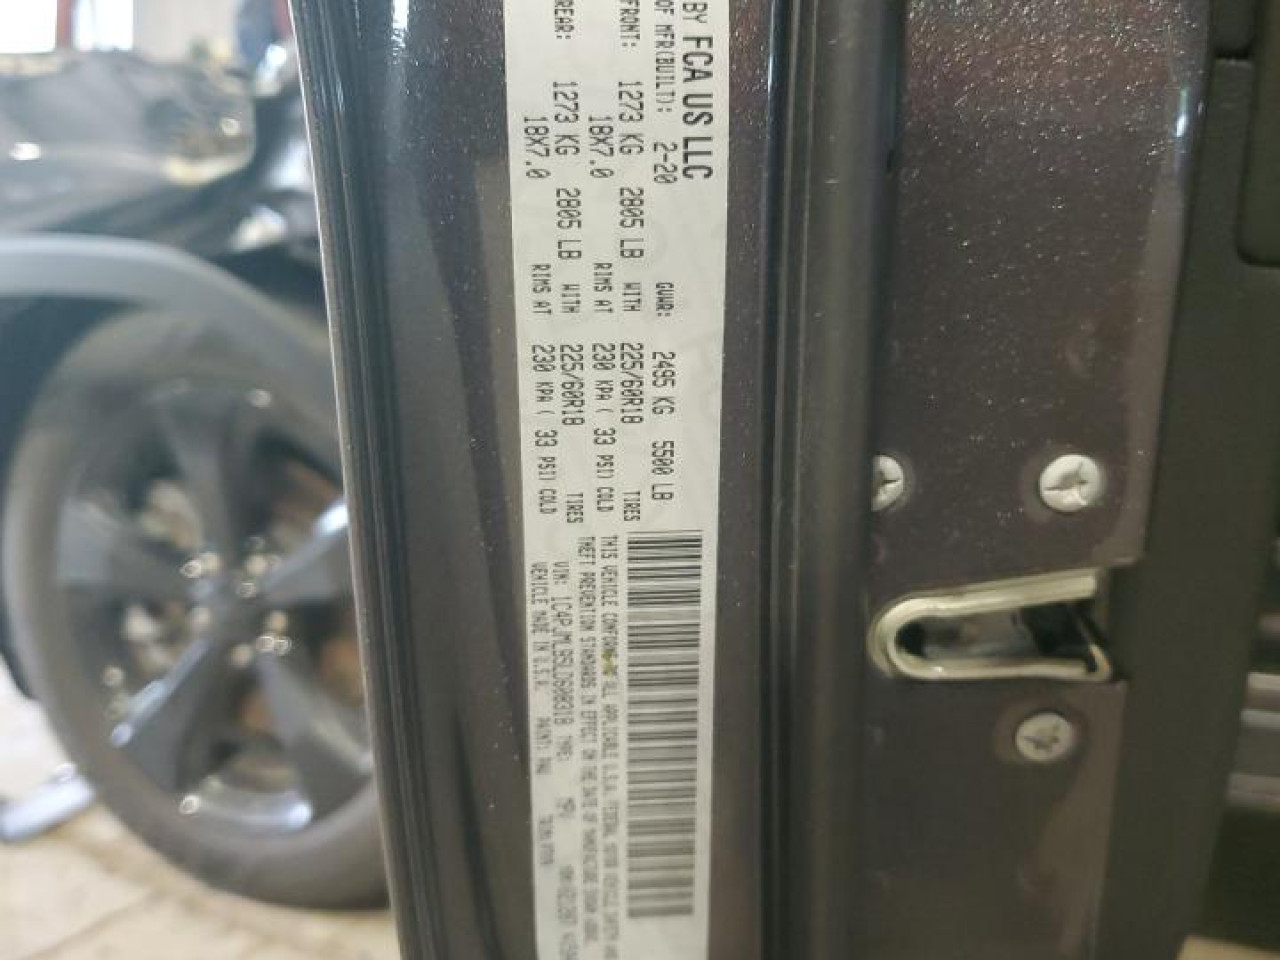 BY FCA US LLC
OF MFR(BUILT): 2-20 GVWR: 2495 KG 5500 LB
FRONT: 1273 KG 2805 LB WITH 225/60R18 TIRES
18X7.0 RIMS AT 230 KPA ( 33 PSI) COLD
REAR: 1273 KG 2805 LB WITH 225/60R18 TIRES
18X7.0 RIMS AT 230 KPA ( 33 PSI) COLD
THIS VEHICLE CONFORMS TO ALL APPLICABLE U.S.A. FEDERAL MOTOR VEHICLE SAFETY AND
THEFT PREVENTION STANDARDS IN EFFECT ON THE DATE OF MANUFACTURE SHOWN ABOVE.
VIN: 1C4PJMLB5LD608318 TYPE: MPV
VEHICLE MADE IN U.S.A. PAINT: PAU TRIM: